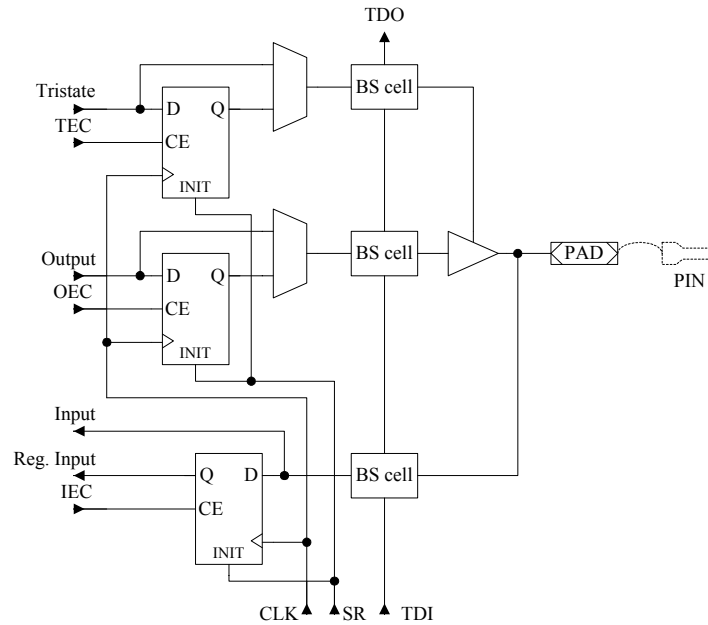 TDO
Tristate
D
Q
BS cell
TEC
CE
INIT
Output
D
Q
BS cell
PAD
OEC
CE
PIN
INIT
Input
Reg. Input
Q
D
BS cell
IEC
CE
INIT
CLK
SR
TDI